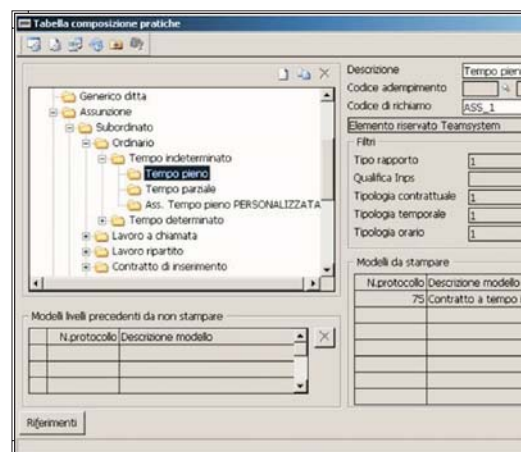 Tabella composizione pratiche
Generico ditta
Assunzione
Subordinato
Ordinario
Tempo indeterminato
Tempo pieno
Tempo parziale
Ass. Tempo pieno PERSONALIZZATA
Tempo determinato
Lavoro a chiamata
Lavoro ripartito
Contratto di inserimento
Modelli livelli precedenti da non stampare
N.protocollo Descrizione modello
Riferimenti
Descrizione Tempo pien
Codice adempimento
Codice di richiamo ASS_1
Elemento riservato Teamsystem
Filtri
Tipo rapporto 1
Qualifica Inps
Tipologia contrattuale 1
Tipologia temporale 1
Tipologia orario 1
Modelli da stampare
N.protocollo Descrizione modello
75 Contratto a tempo